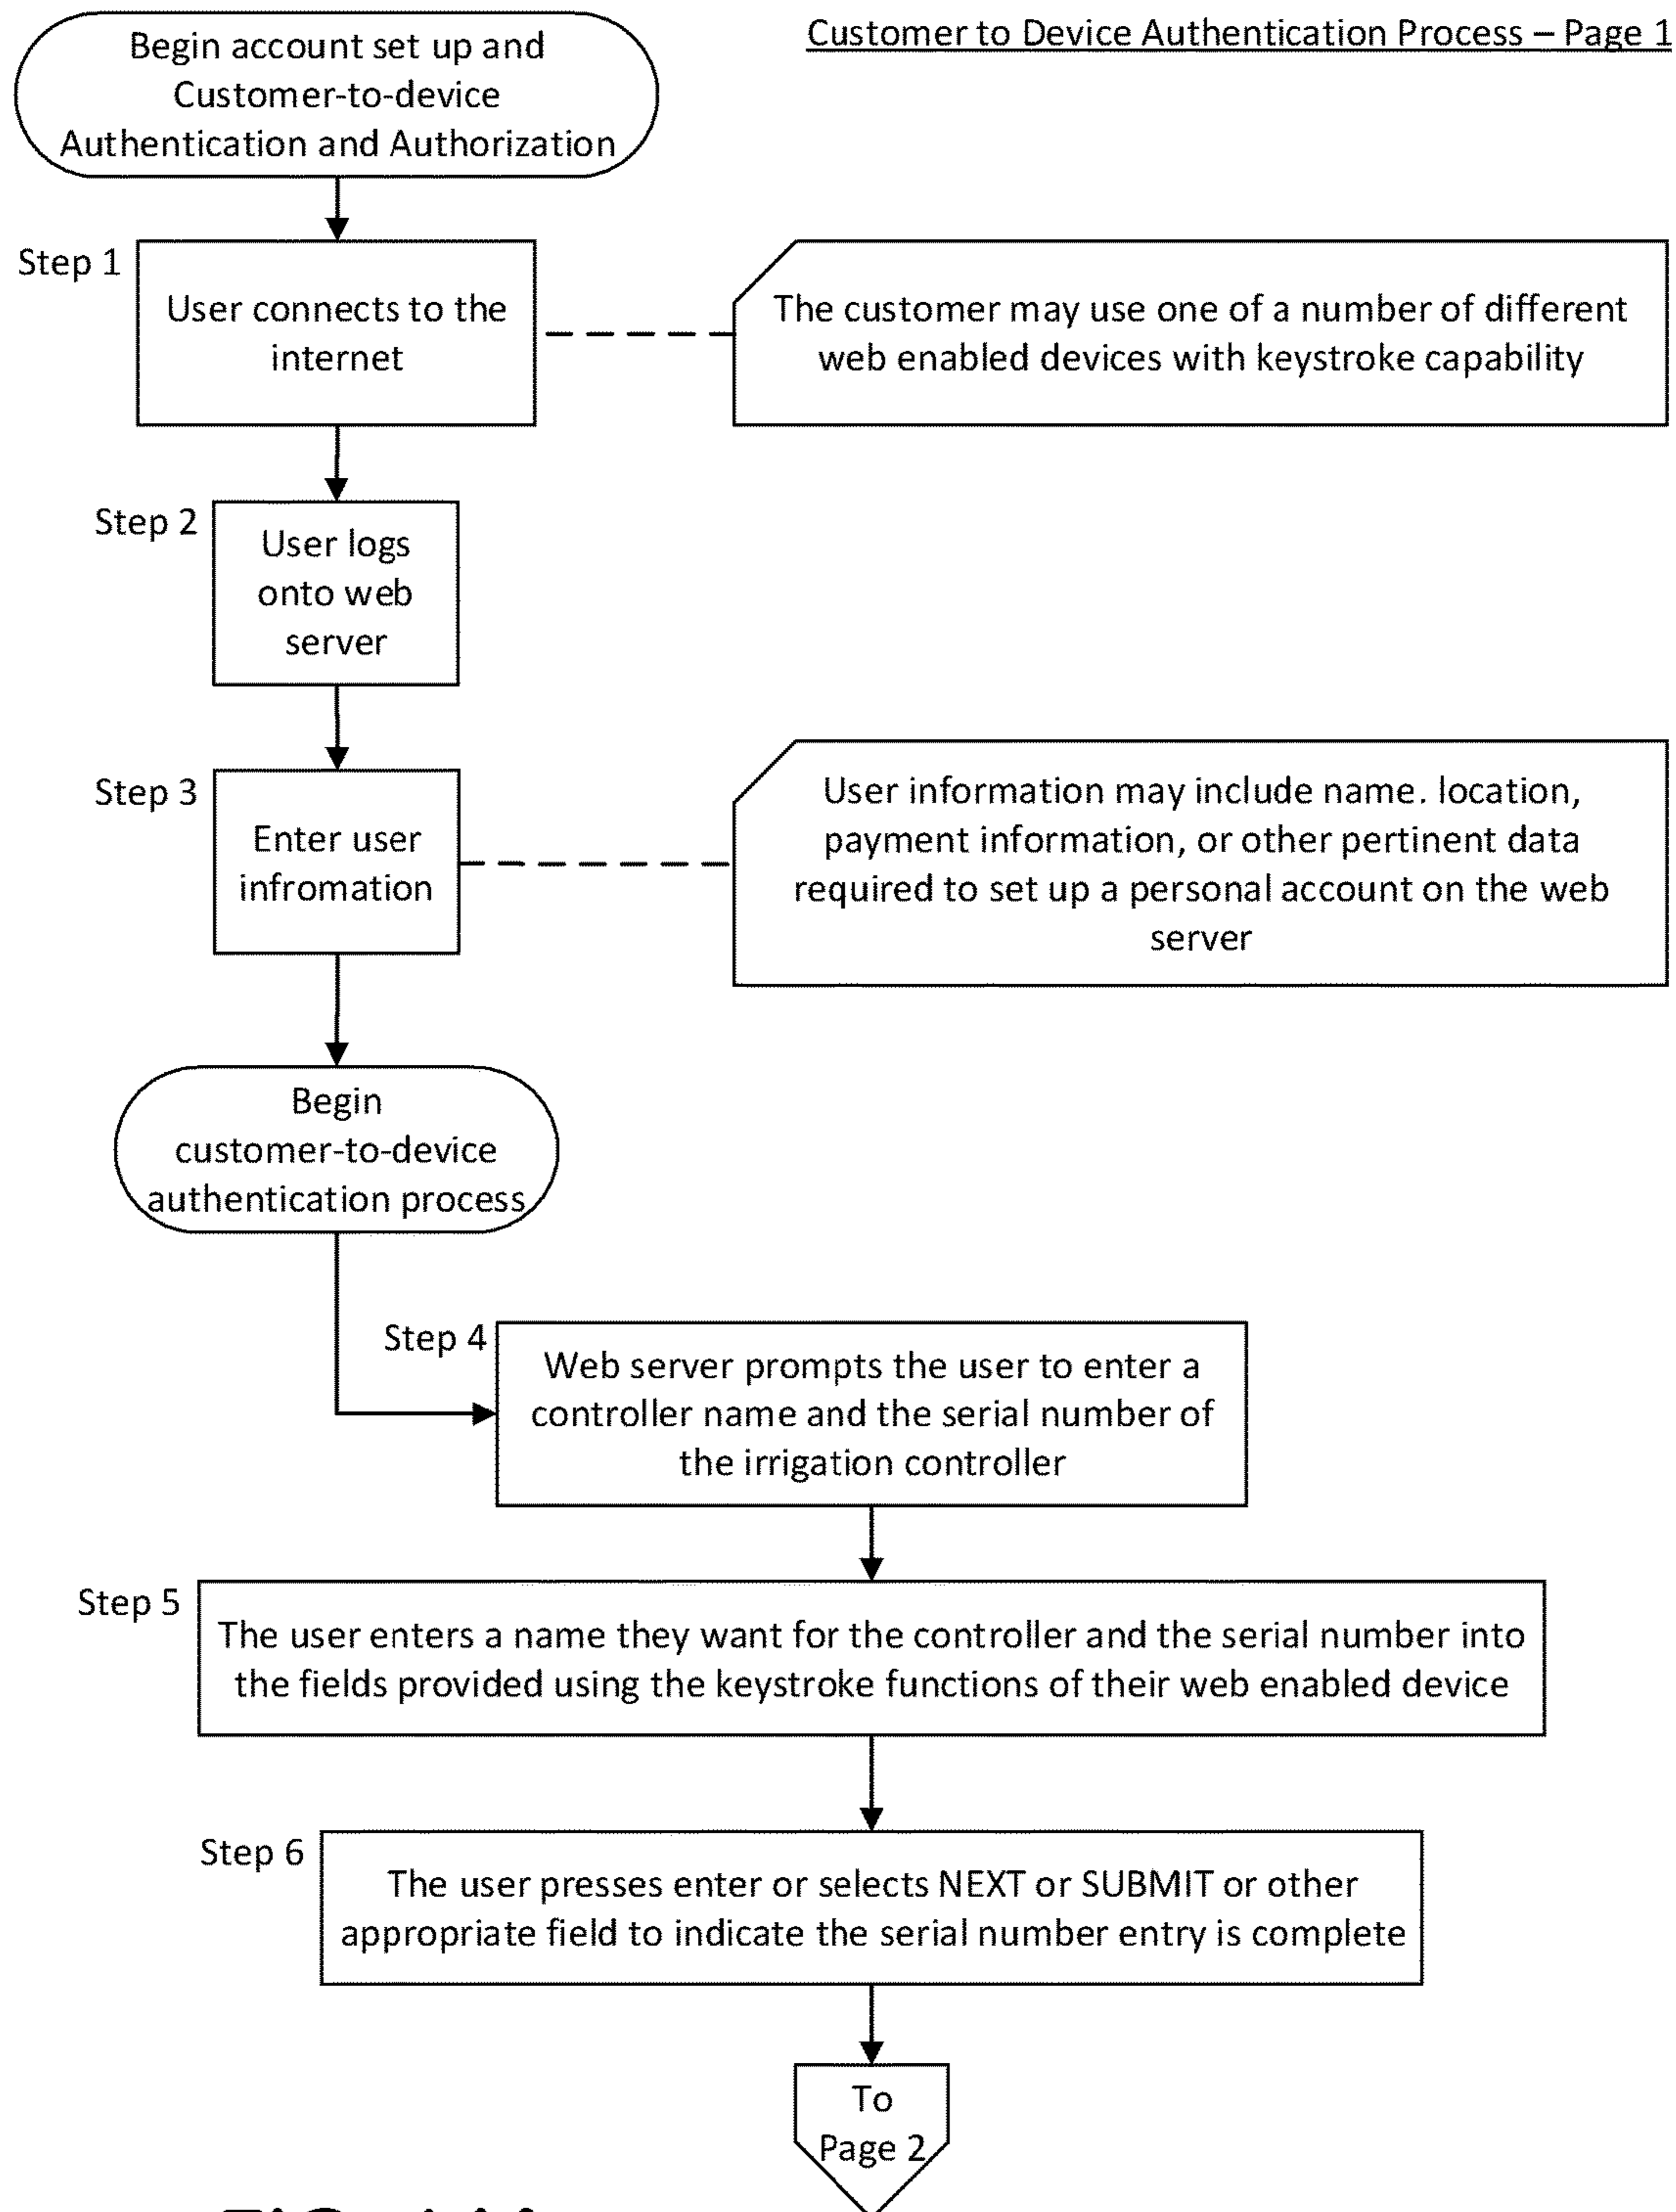 Customer to Device Authentication Process – Page 1
Begin account set up and
Customer-to-device
Authentication and Authorization
Step 1
User connects to the
internet
The customer may use one of a number of different
web enabled devices with keystroke capability
Step 2
User logs
onto web
server
Step 3
Enter user
infromation
User information may include name. location,
payment information, or other pertinent data
required to set up a personal account on the web
server
Begin
customer-to-device
authentication process
Step 4
Web server prompts the user to enter a
controller name and the serial number of
the irrigation controller
Step 5
The user enters a name they want for the controller and the serial number into
the fields provided using the keystroke functions of their web enabled device
Step 6
The user presses enter or selects NEXT or SUBMIT or other
appropriate field to indicate the serial number entry is complete
To
Page 2